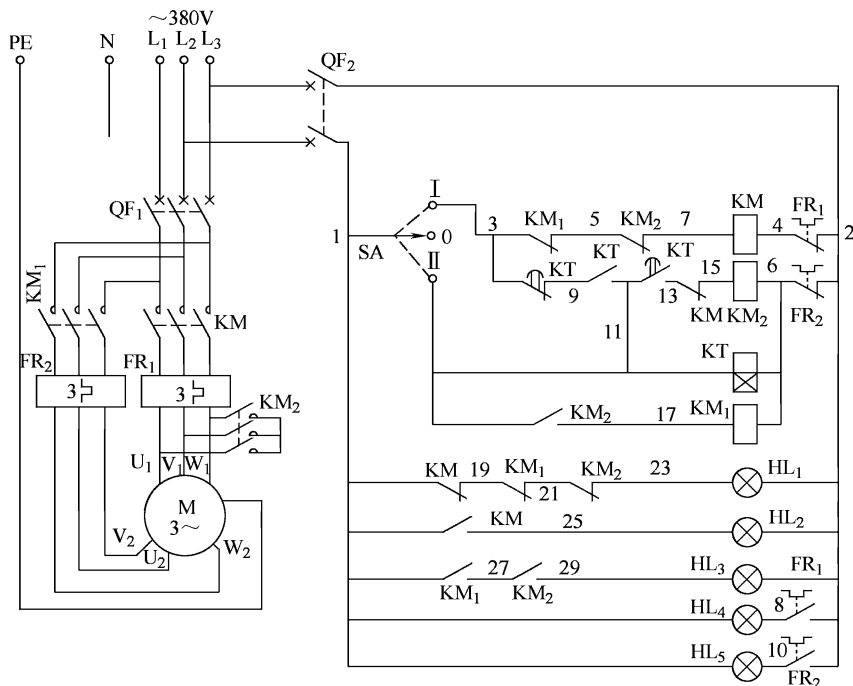 ~380V
PE N L1 L2 L3
QF2
QF1
Ⅰ
1 SA 0
Ⅱ
3 KM1 5 KM2 7 KM 4 FR1 2
KT 9 KT KT 13 KM 15 KM2 6 FR2
11
KT
KM2 17 KM1
KM1
KM
FR2 FR1
3 3
KM2
U1 V1 W1
M
3~
V2 U2 W2
KM 19 KM1 21 KM2 23 HL1
KM 25 HL2
KM1 27 KM2 29 HL3 FR1
HL4 8
HL5 10
FR2